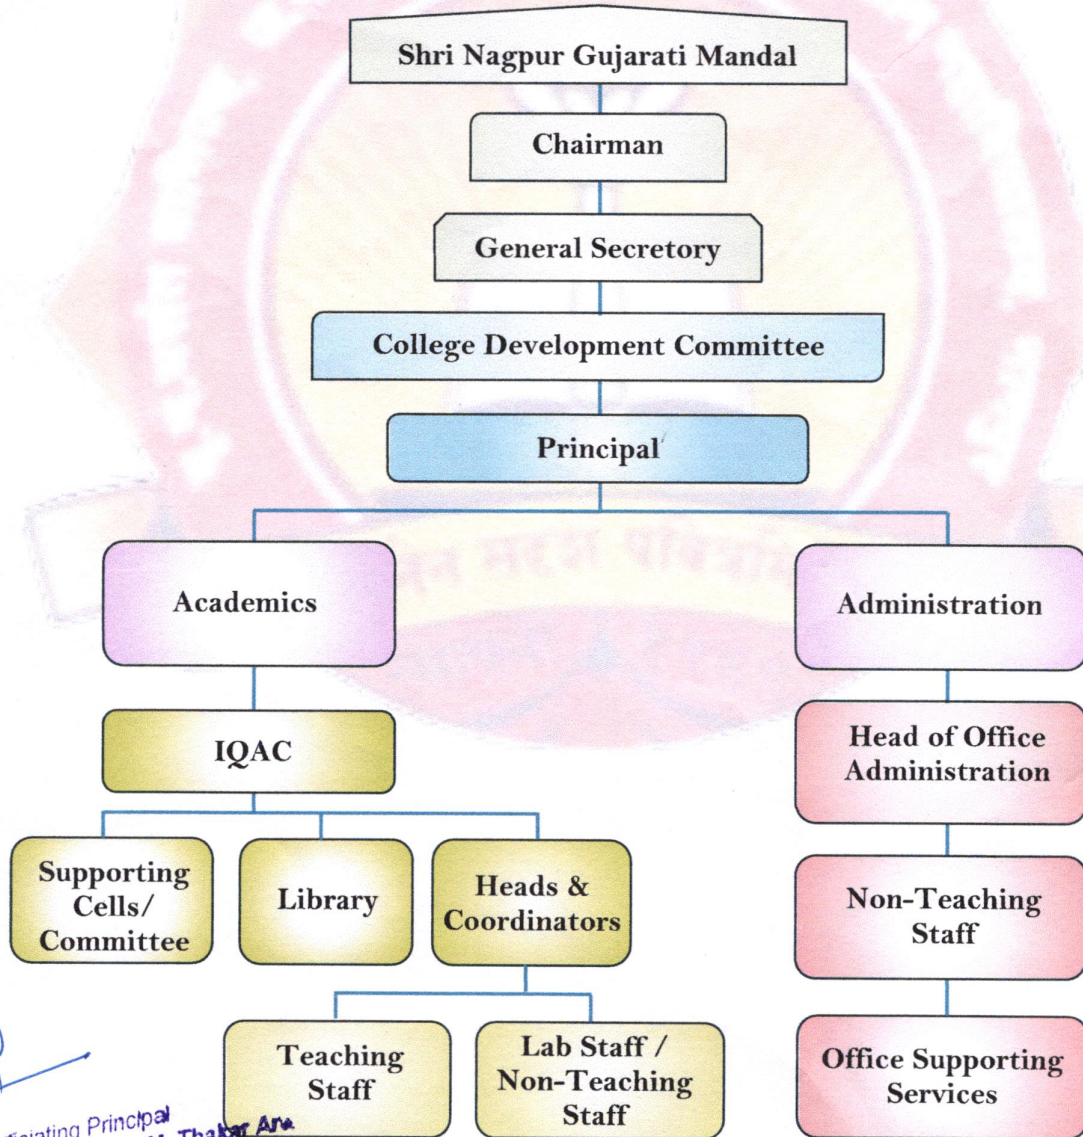 Shri Nagpur Gujarati Mandal
Chairman
General Secretory
College Development Committee
Principal
Academics
Administration
IQAC
Head of Office
Administration
Supporting
Cells/
Committee
Library
Heads &
Coordinators
Non-Teaching
Staff
Teaching
Staff
Lab Staff /
Non-Teaching
Staff
Office Supporting
Services
Principal
Thakar